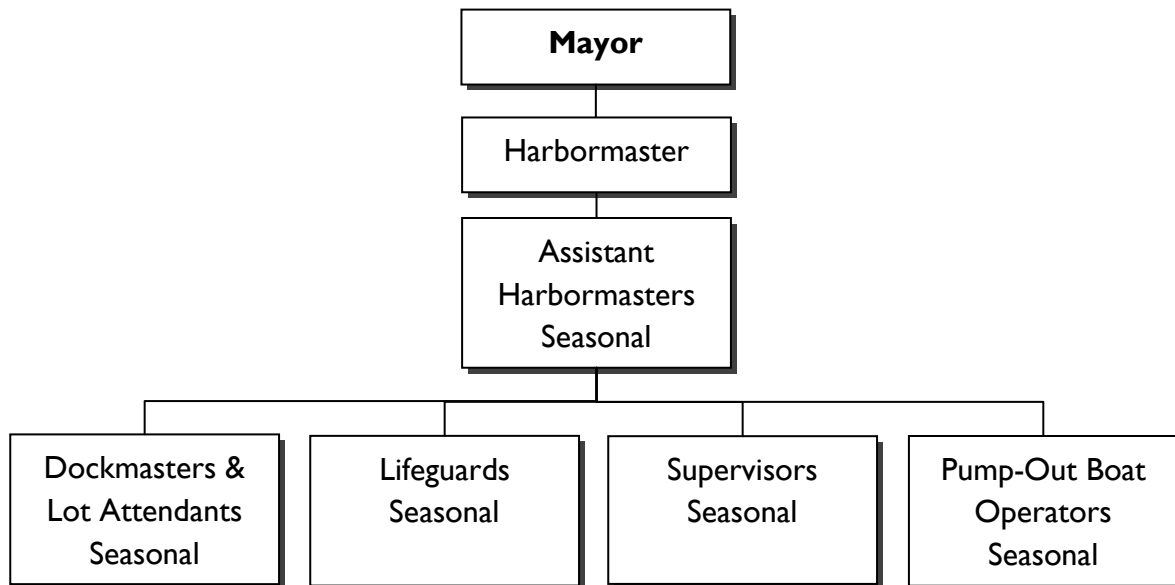 Mayor
Harbormaster
Assistant
Harbormasters
Seasonal
Dockmasters &
Lot Attendants
Seasonal
Lifeguards
Seasonal
Supervisors
Seasonal
Pump-Out Boat
Operators
Seasonal